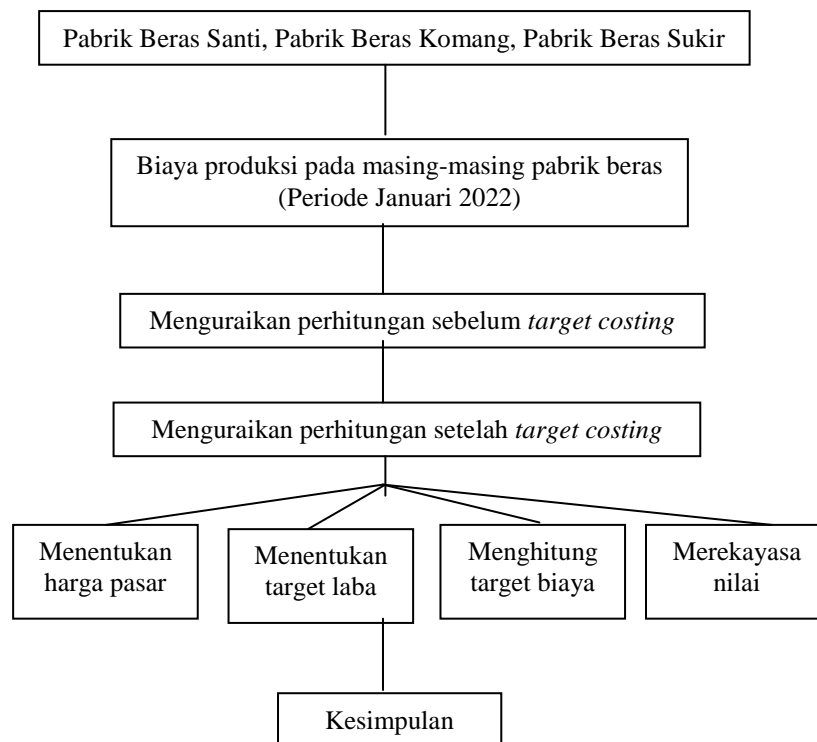 Pabrik Beras Santi, Pabrik Beras Komang, Pabrik Beras Sukir
Biaya produksi pada masing-masing pabrik beras
(Periode Januari 2022)
Menguraikan perhitungan sebelum target costing
Menguraikan perhitungan setelah target costing
Menentukan
harga pasar
Menentukan
target laba
Menghitung
target biaya
Merekayasa
nilai
Kesimpulan